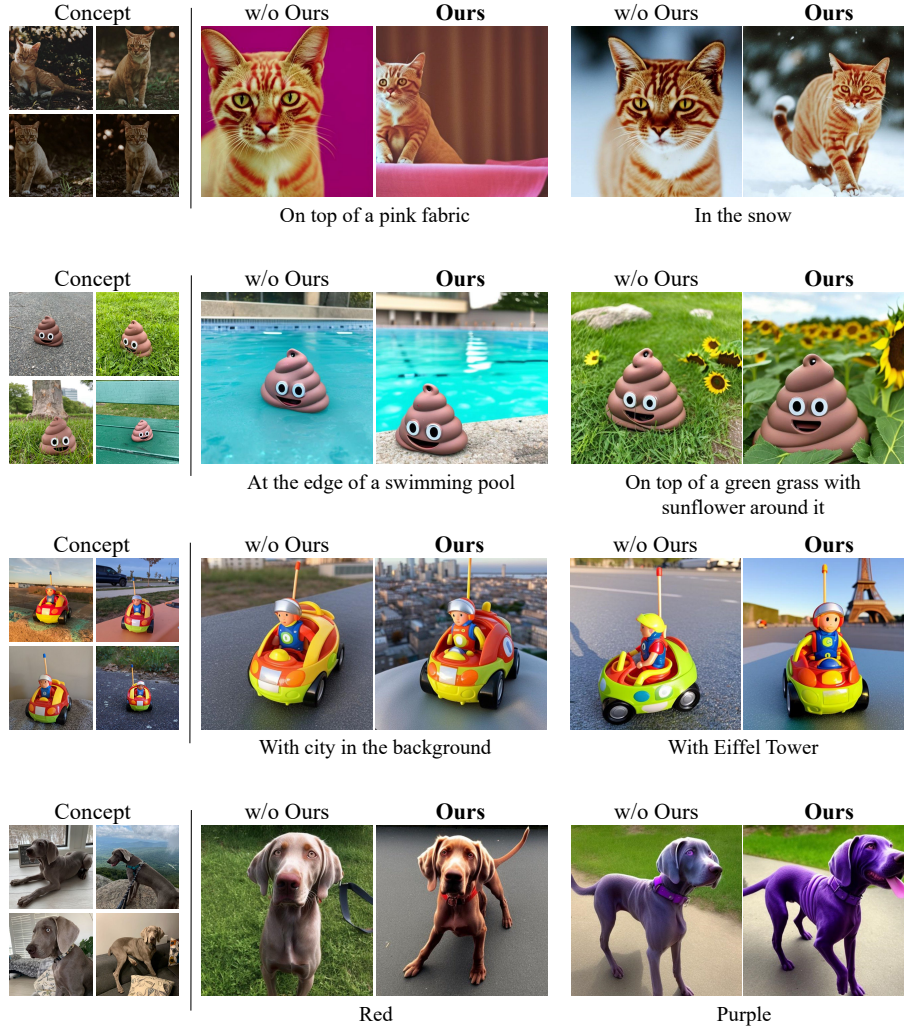 Concept
w/o Ours
Ours
w/o Ours
Ours
On top of a pink fabric
In the snow
Concept
w/o Ours
Ours
w/o Ours
Ours
At the edge of a swimming pool
On top of a green grass with
sunflower around it
Concept
w/o Ours
Ours
w/o Ours
Ours
With city in the background
With Eiffel Tower
Concept
w/o Ours
Ours
w/o Ours
Ours
Red
Purple